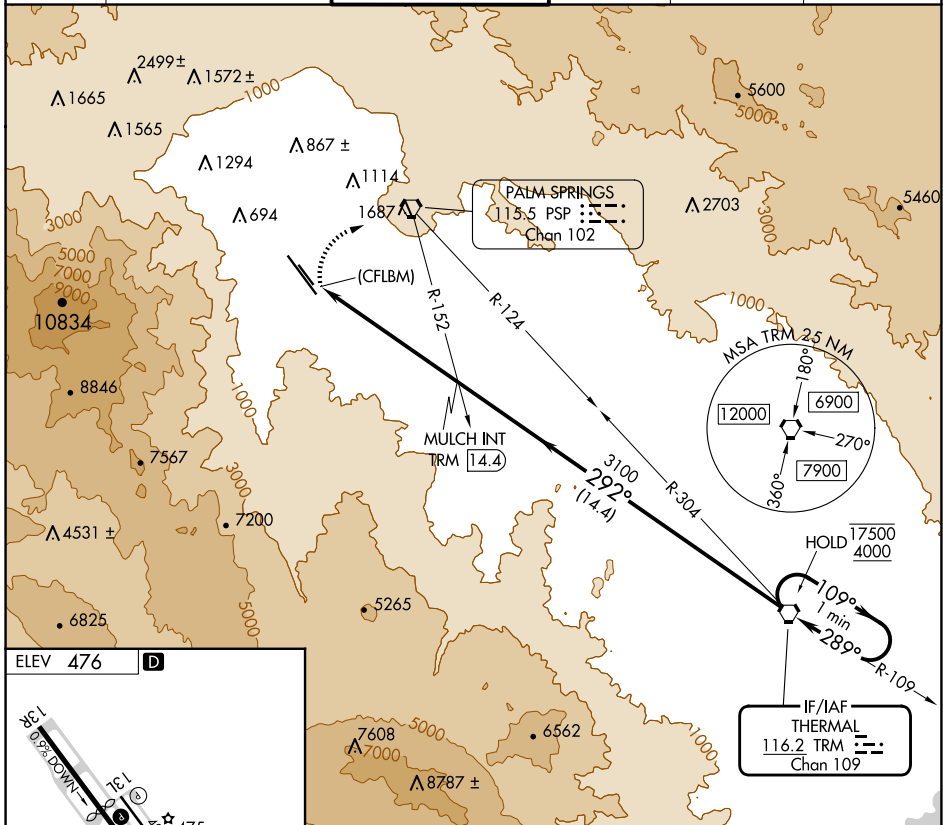 2499 ±
1572 ±
1665
1000
1565
1294
867 ±
1114
694
1687
PALM SPRINGS
115.5 PSP
Chan 102
5600
5000
2703
3000
5460
3000
5000
7000
9000
10834
(CFLBM)
R-152
R-124
1000
8846
1000
MULCH INT
TRM 14.4
3100
292°
(14.4)
R-304
MSA TRM 25 NM
180°
12000
6900
270°
7900
360°
7567
3000
7200
4531 ±
HOLD 17500
4000
109°
1 min
289°
R-109
5265
6825
5000
IF/IAF
THERMAL
116.2 TRM
Chan 109
ELEV 476 D
13R
0.9% DOWN
13L
P
P
7608
7000
5000
6562
8787 ±
3000
1000